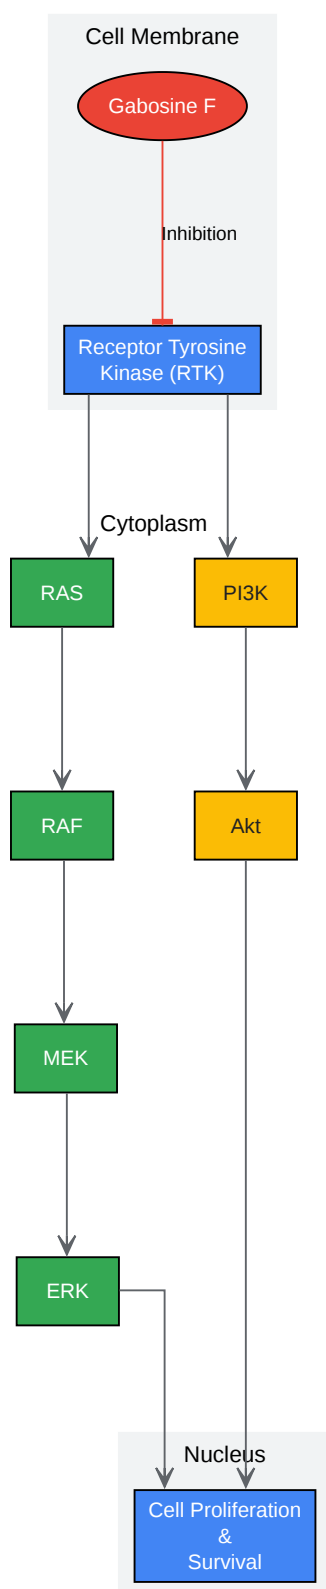 Cell Membrane
Gabosine F
Inhibition
Receptor Tyrosine
Kinase (RTK)
Cytoplasm
RAS
PI3K
RAF
Akt
MEK
ERK
Nucleus
Cell Proliferation
&
Survival